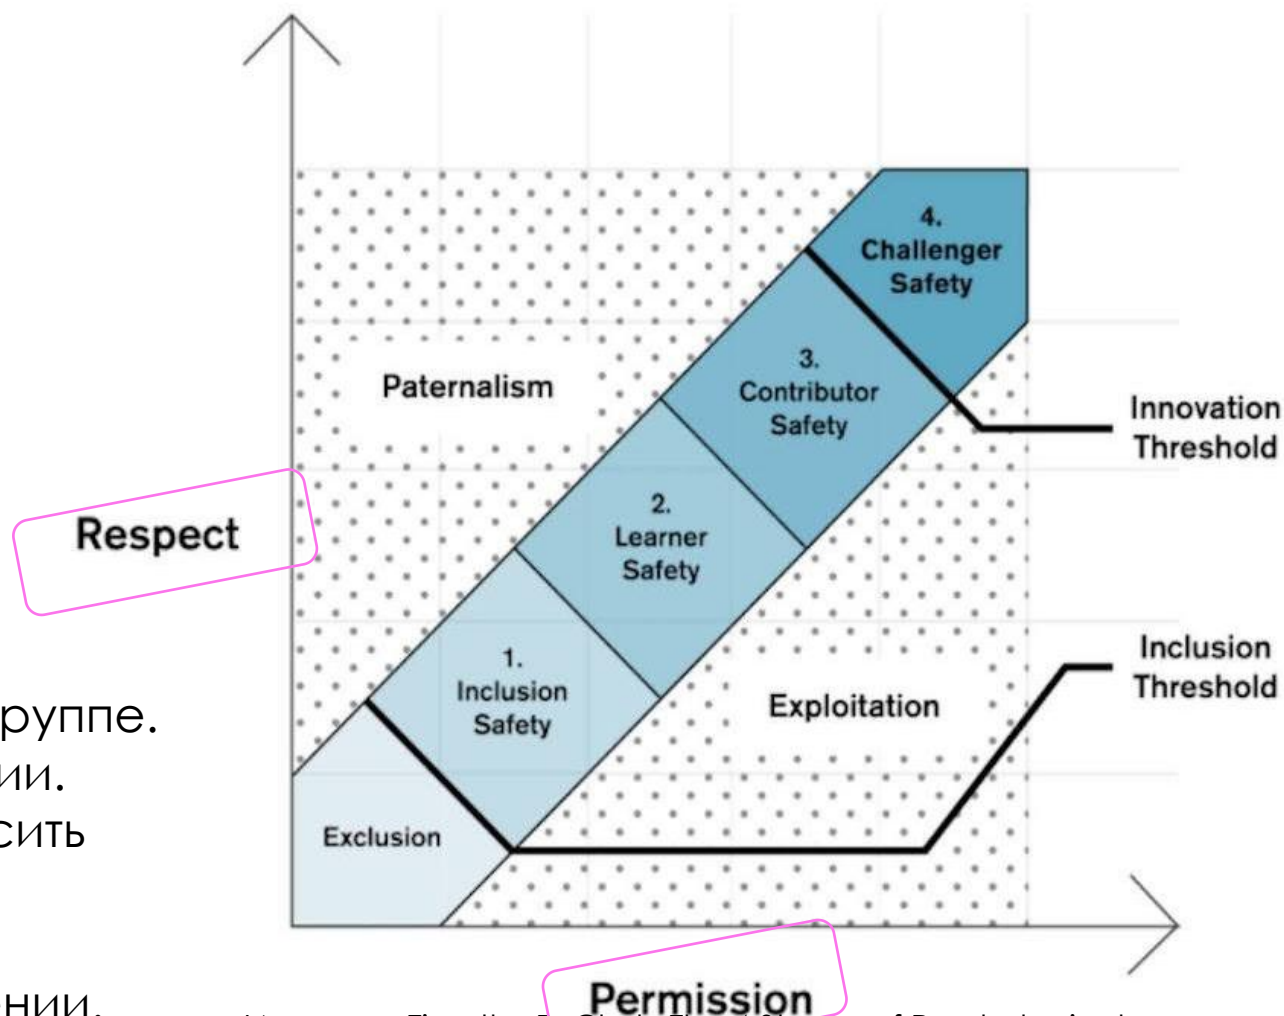 4.
Challenger
Safety
3.
Contributor
Safety
Paternalism
Innovation
Threshold
2.
Learner
Safety
Respect
1.
Inclusion
Safety
Inclusion
Threshold
Exploitation
Exclusion
руппе.
ии.
сить
Permission
ении.